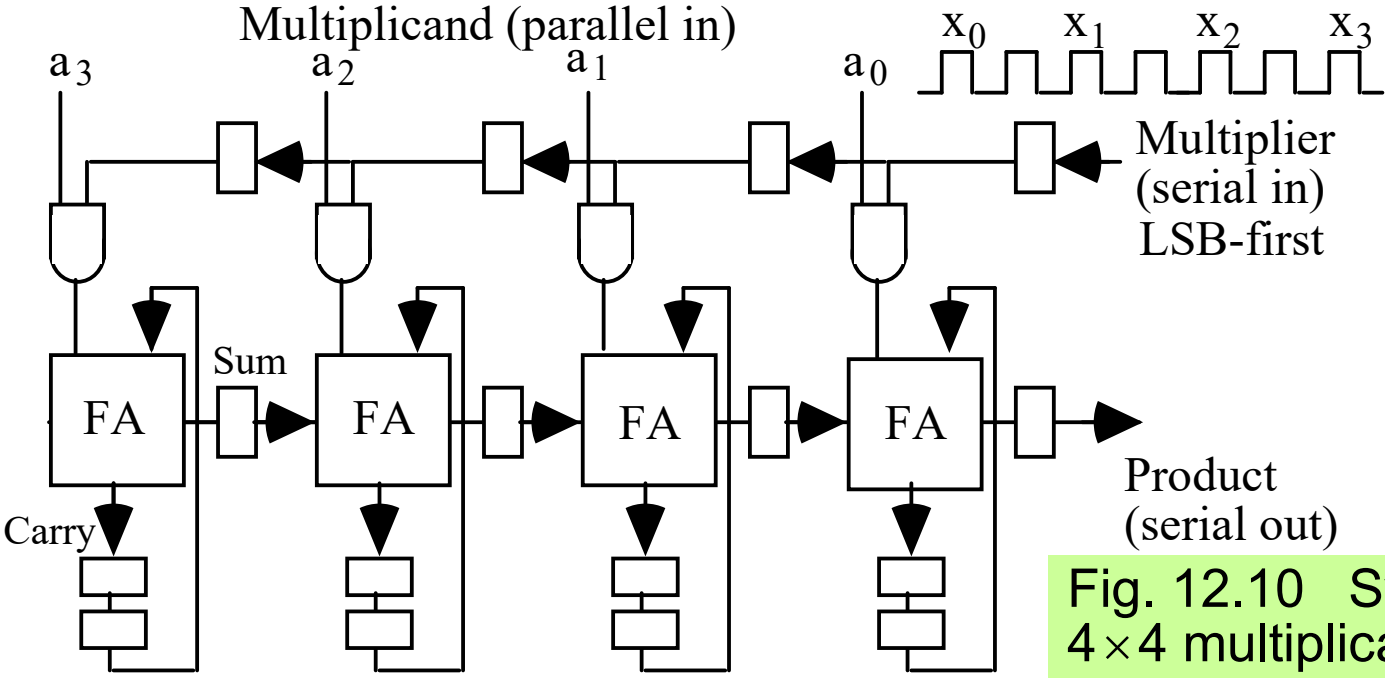 Multiplicand (parallel in)
a3 a2 a1 a0 x0 x1 x2 x3
Multiplier
(serial in)
LSB-first
Sum
FA FA FA FA
Carry
Product
(serial out)
Fig. 12.10
4×4